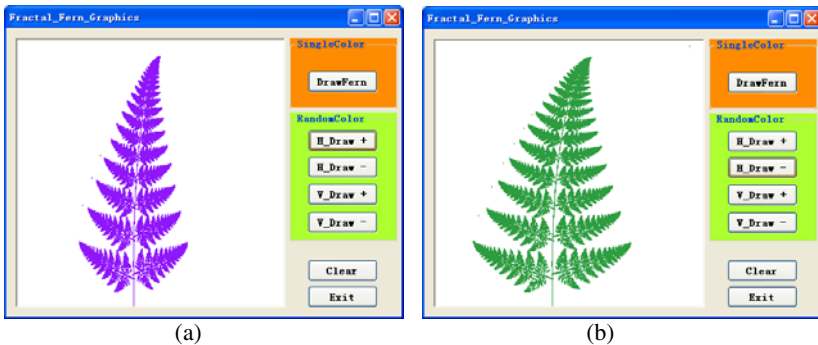 Fractal_Fern_Graphics
SingleColor
DrawFern
RandomColor
H_Draw +
H_Draw -
V_Draw +
V_Draw -
Clear
Exit
(a)
Fractal_Fern_Graphics
SingleColor
DrawFern
RandomColor
H_Draw +
H_Draw -
V_Draw +
V_Draw -
Clear
Exit
(b)